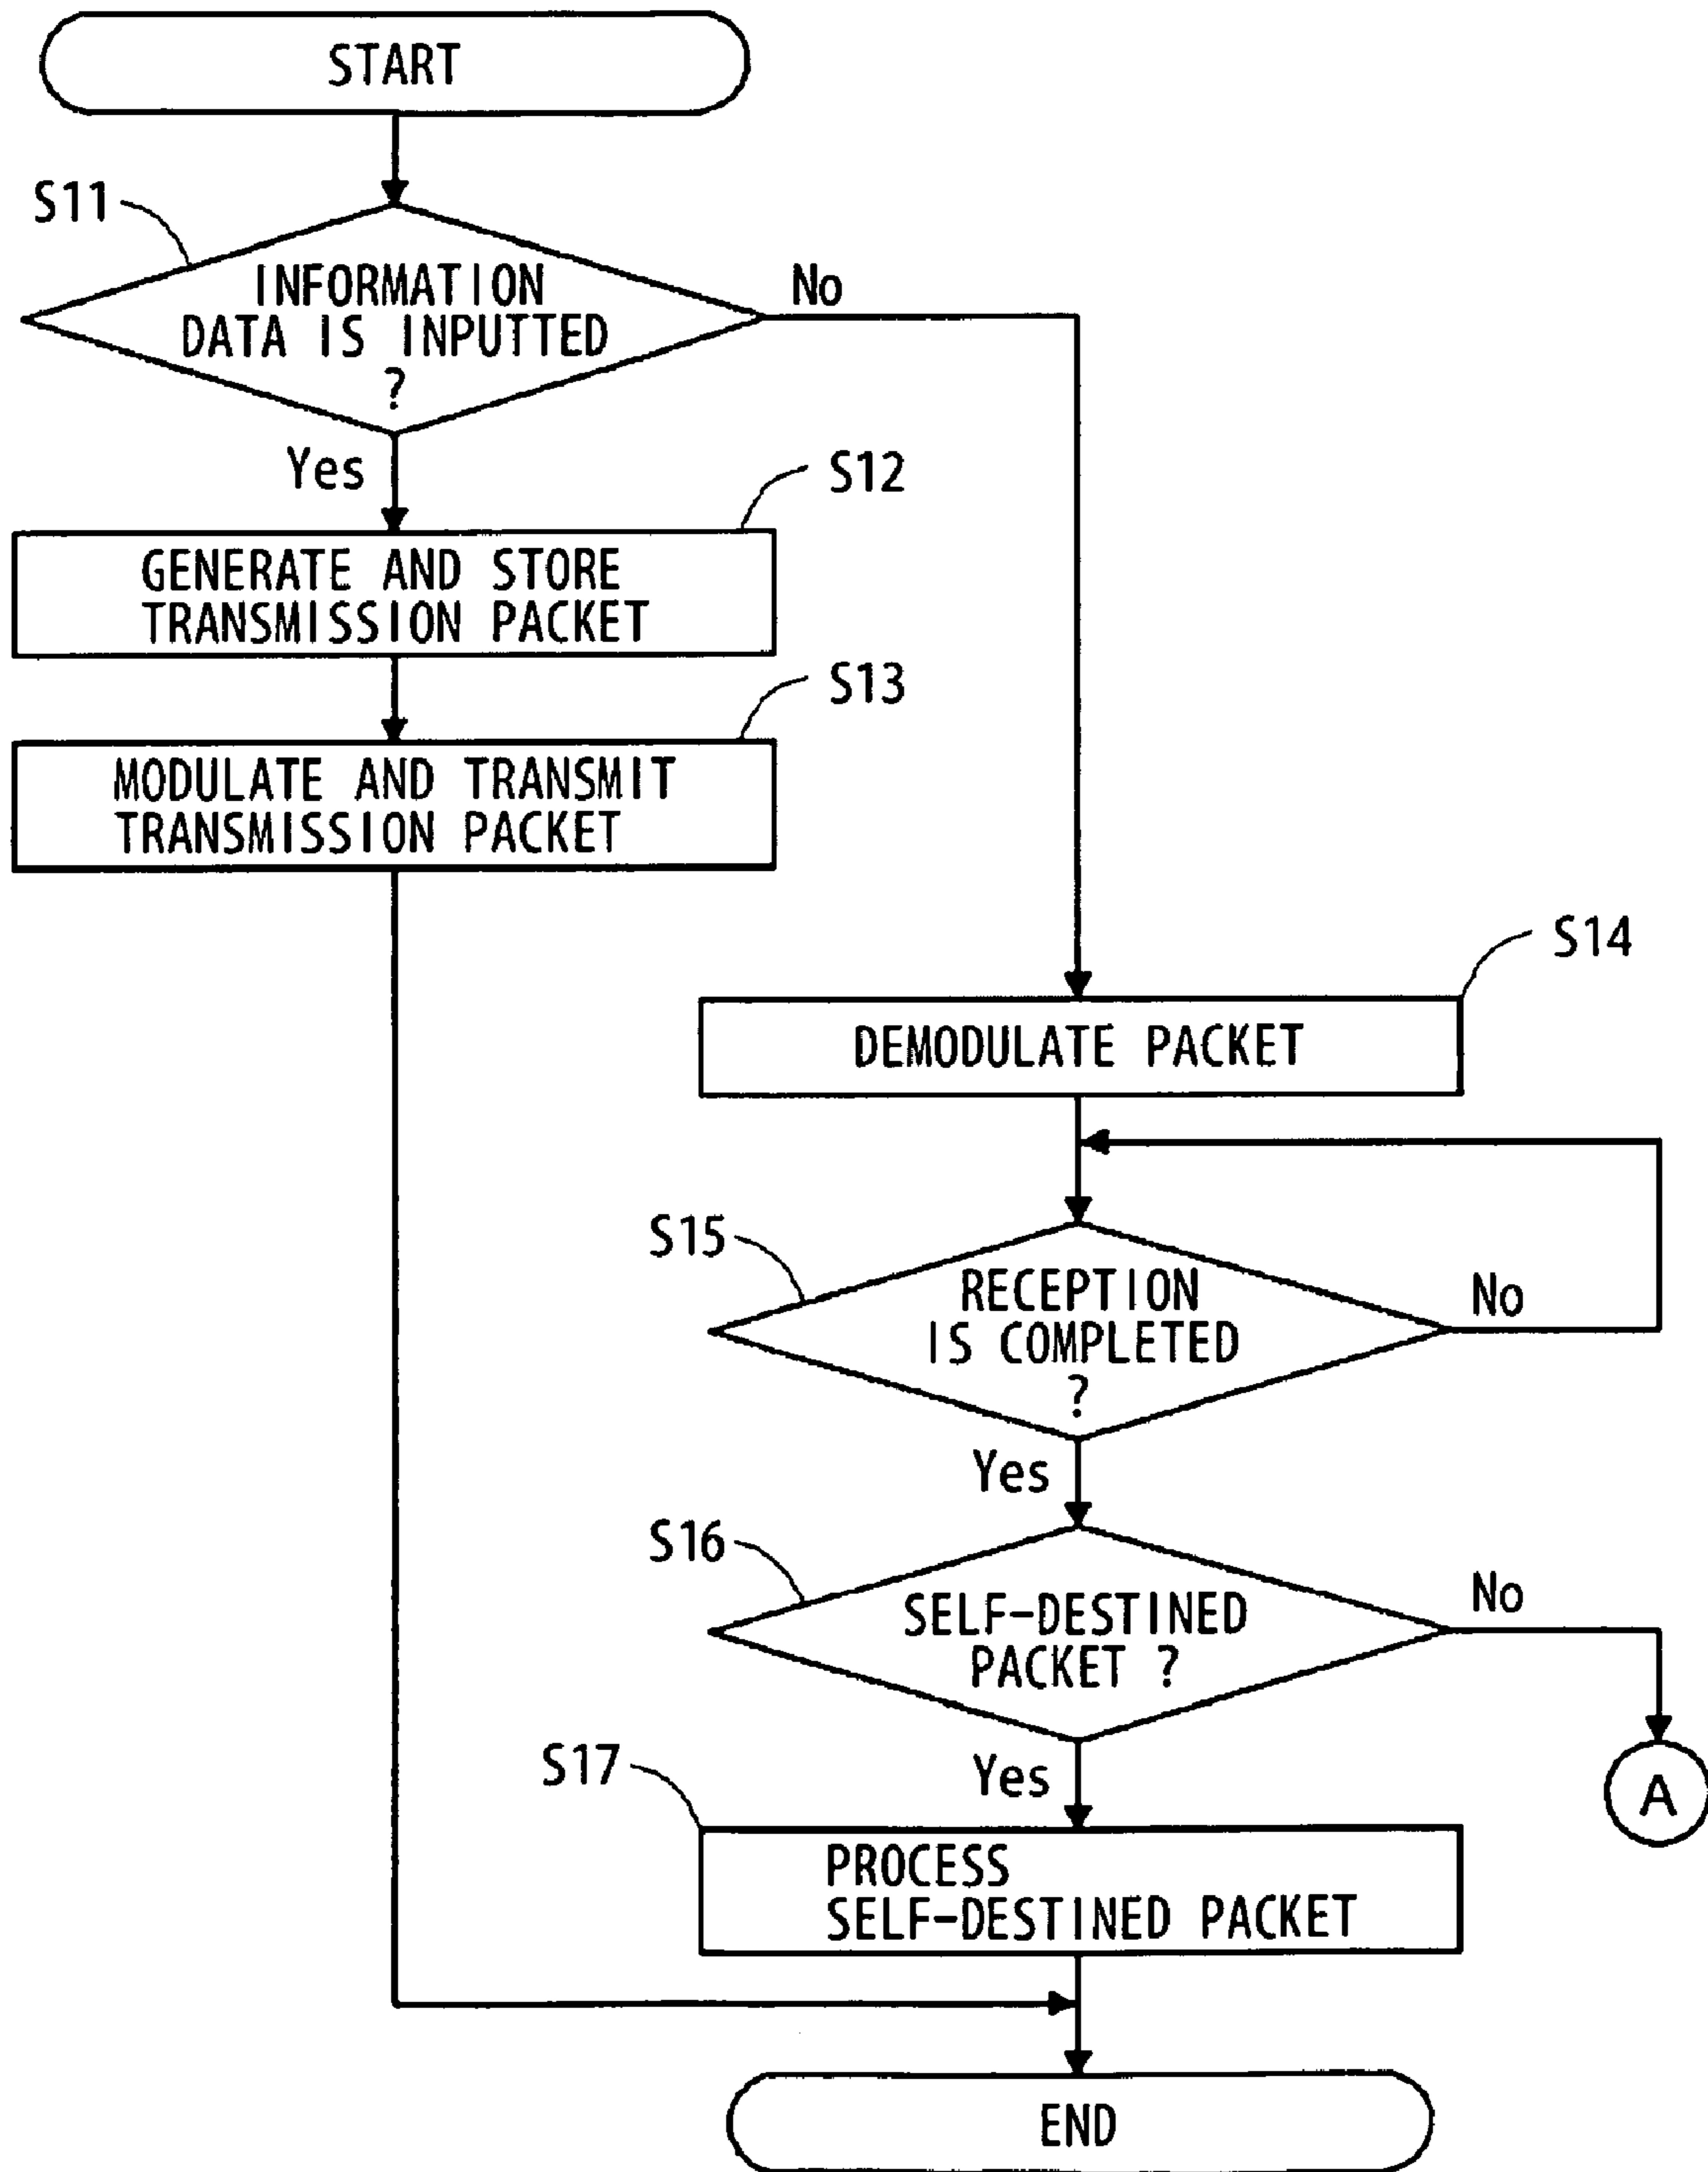 START
S11
INFORMATION
DATA IS INPUTTED
?
No
Yes
S12
GENERATE AND STORE
TRANSMISSION PACKET
S13
MODULATE AND TRANSMIT
TRANSMISSION PACKET
S14
DEMODULATE PACKET
S15
RECEPTION
IS COMPLETED
?
No
Yes
S16
SELF-DESTINED
PACKET ?
No
Yes
A
S17
PROCESS
SELF-DESTINED PACKET
END